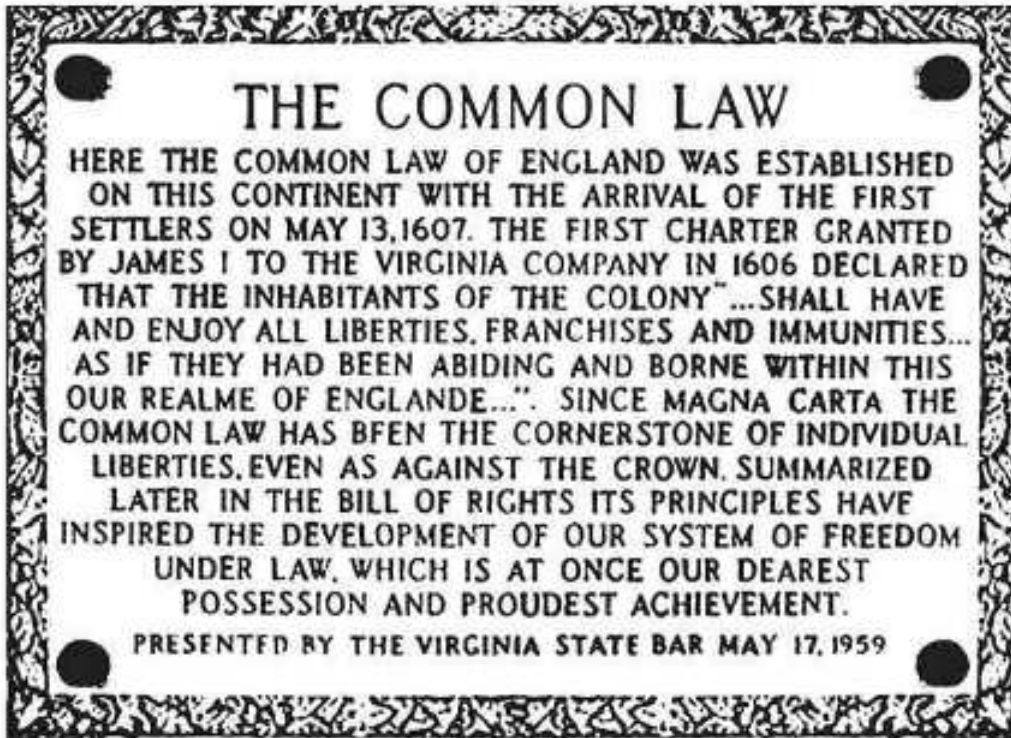 THE COMMON LAW
HERE THE COMMON LAW OF ENGLAND WAS ESTABLISHED
ON THIS CONTINENT WITH THE ARRIVAL OF THE FIRST
SETTLERS ON MAY 13,1607. THE FIRST CHARTER GRANTED
BY JAMES I TO THE VIRGINIA COMPANY IN 1606 DECLARED
THAT THE INHABITANTS OF THE COLONY "...SHALL HAVE
AND ENJOY ALL LIBERTIES, FRANCHISES AND IMMUNITIES...
AS IF THEY HAD BEEN ABIDING AND BORNE WITHIN THIS
OUR REALME OF ENGLANDE...". SINCE MAGNA CARTA THE
COMMON LAW HAS BEEN THE CORNERSTONE OF INDIVIDUAL
LIBERTIES, EVEN AS AGAINST THE CROWN. SUMMARIZED
LATER IN THE BILL OF RIGHTS ITS PRINCIPLES HAVE
INSPIRED THE DEVELOPMENT OF OUR SYSTEM OF FREEDOM
UNDER LAW, WHICH IS AT ONCE OUR DEAREST
POSSESSION AND PROUDEST ACHIEVEMENT.
PRESENTED BY THE VIRGINIA STATE BAR MAY 17, 1959